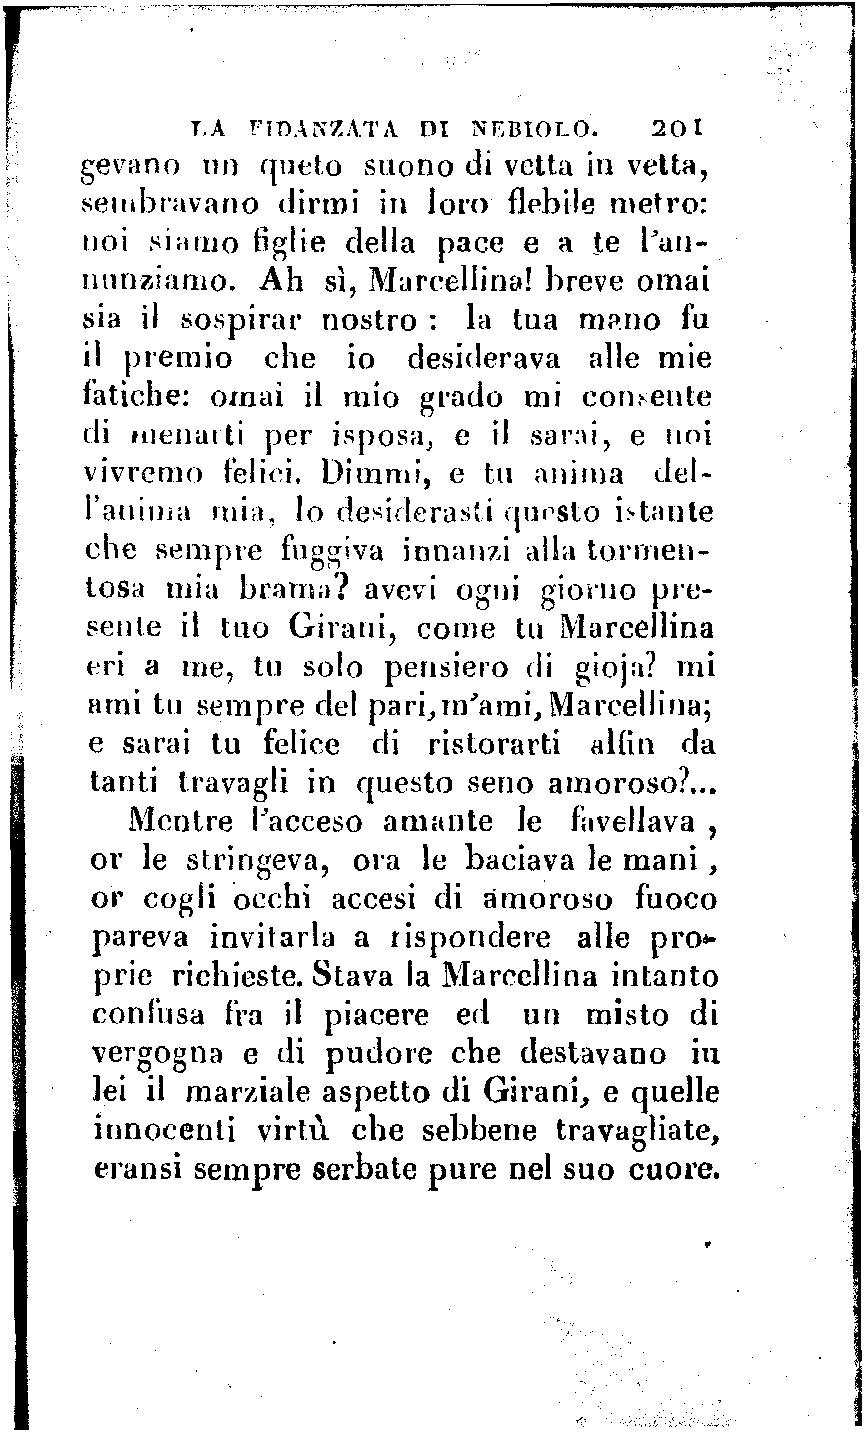 LA FIDANZATA DI NEBIOLO. 201
gevano un queto suono di vetta in vetta,
sembravano dirmi in loro flebile metro:
noi siamo figlie della pace e a te l'an-
nunziamo. Ah sì, Marcellina! breve omai
sia il sospirar nostro : la tua mano fu
il premio che io desiderava alle mie
fatiche: omai il mio grado mi consente
di menarti per isposa, e il sarai, e noi
vivremo felici. Dimmi, e tu anima del-
l'anima mia, lo desiderasti questo istante
che sempre fuggiva innanzi alla tormen-
tosa mia brama? avevi ogni giorno pre-
sente il tuo Girani, come tu Marcellina
eri a me, tu solo pensiero di gioja? mi
ami tu sempre del pari, m'ami, Marcellina;
e sarai tu felice di ristorarti alfin da
tanti travagli in questo seno amoroso?...
Mentre l'acceso amante le favellava ,
or le stringeva, ora le baciava le mani ,
or cogli occhi accesi di amoroso fuoco
pareva invitarla a rispondere alle pro-
prie richieste. Stava la Marcellina intanto
confusa fra il piacere ed un misto di
vergogna e di pudore che destavano in
lei il marziale aspetto di Girani, e quelle
innocenti virtù che sebbene travagliate,
eransi sempre serbate pure nel suo cuore.